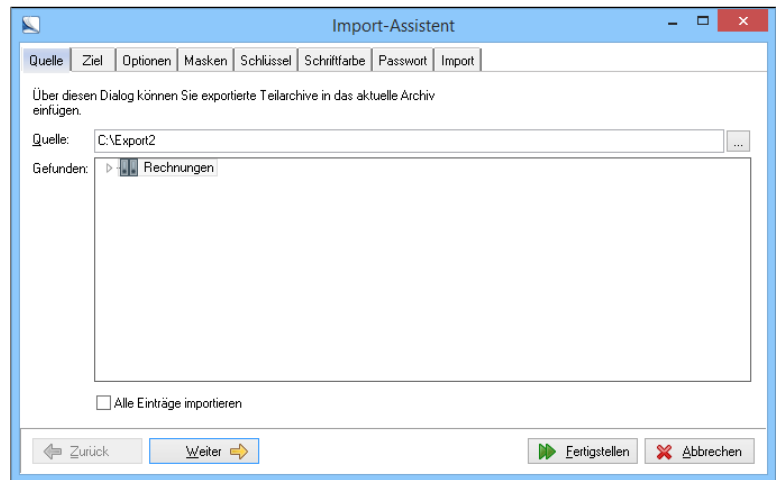 Import-Assistent
Quelle Ziel Optionen Masken Schlüssel Schriftfarbe Passwort Import
Über diesen Dialog können Sie exportierte Teilarchive in das aktuelle Archiv
einfügen.
Quelle: C:\Export2 ...
Gefunden: Rechnungen
Alle Einträge importieren
Zurück Weiter Fertigstellen Abbrechen